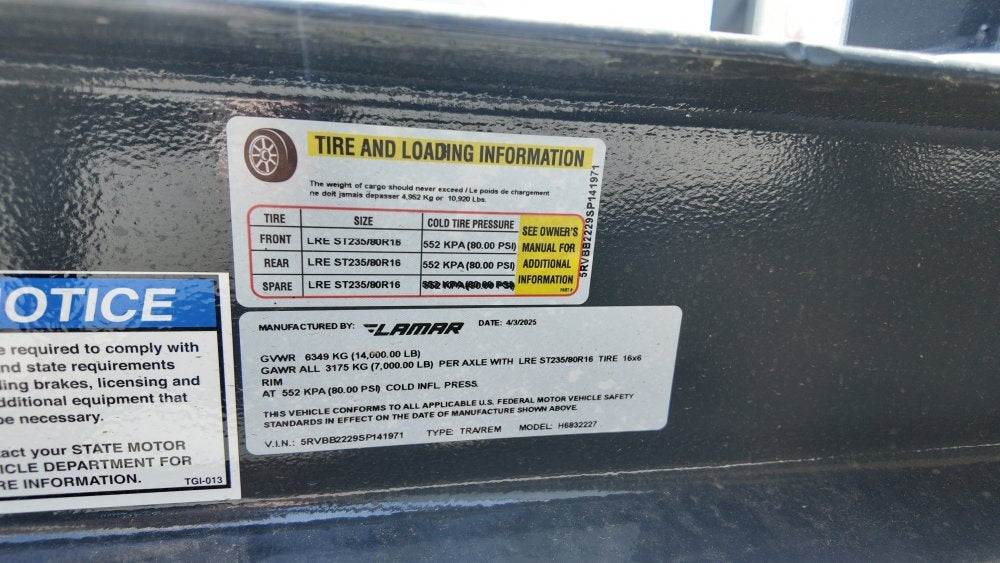 TIRE AND LOADING INFORMATION
The weight of cargo should never exceed / Le poids de chargement
ne doit jamais depasser 4,952 Kg or 10,920 Lbs.
TIRE SIZE COLD TIRE PRESSURE
FRONT LRE ST235/80R16 552 KPA (80.00 PSI)
REAR LRE ST235/80R16 552 KPA (80.00 PSI)
SPARE LRE ST235/80R16 552 KPA (80.00 PSI)
SEE OWNER'S
MANUAL FOR
ADDITIONAL
INFORMATION
PART #
5RVBB2229SP141971
MANUFACTURED BY: LAMAR DATE: 4/3/2025
GVWR 6349 KG (14,000.00 LB)
GAWR ALL 3175 KG (7,000.00 LB) PER AXLE WITH LRE ST235/80R16 TIRE 16x6
RIM
AT 552 KPA (80.00 PSI) COLD INFL. PRESS.
THIS VEHICLE CONFORMS TO ALL APPLICABLE U.S. FEDERAL MOTOR VEHICLE SAFETY
STANDARDS IN EFFECT ON THE DATE OF MANUFACTURE SHOWN ABOVE.
V.I.N.: 5RVBB2229SP141971 TYPE: TRA/REM MODEL: H6832227
OTICE
e required to comply with
nd state requirements
ling brakes, licensing and
dditional equipment that
be necessary.
tact your STATE MOTOR
ICLE DEPARTMENT FOR
RE INFORMATION.
TGI-013